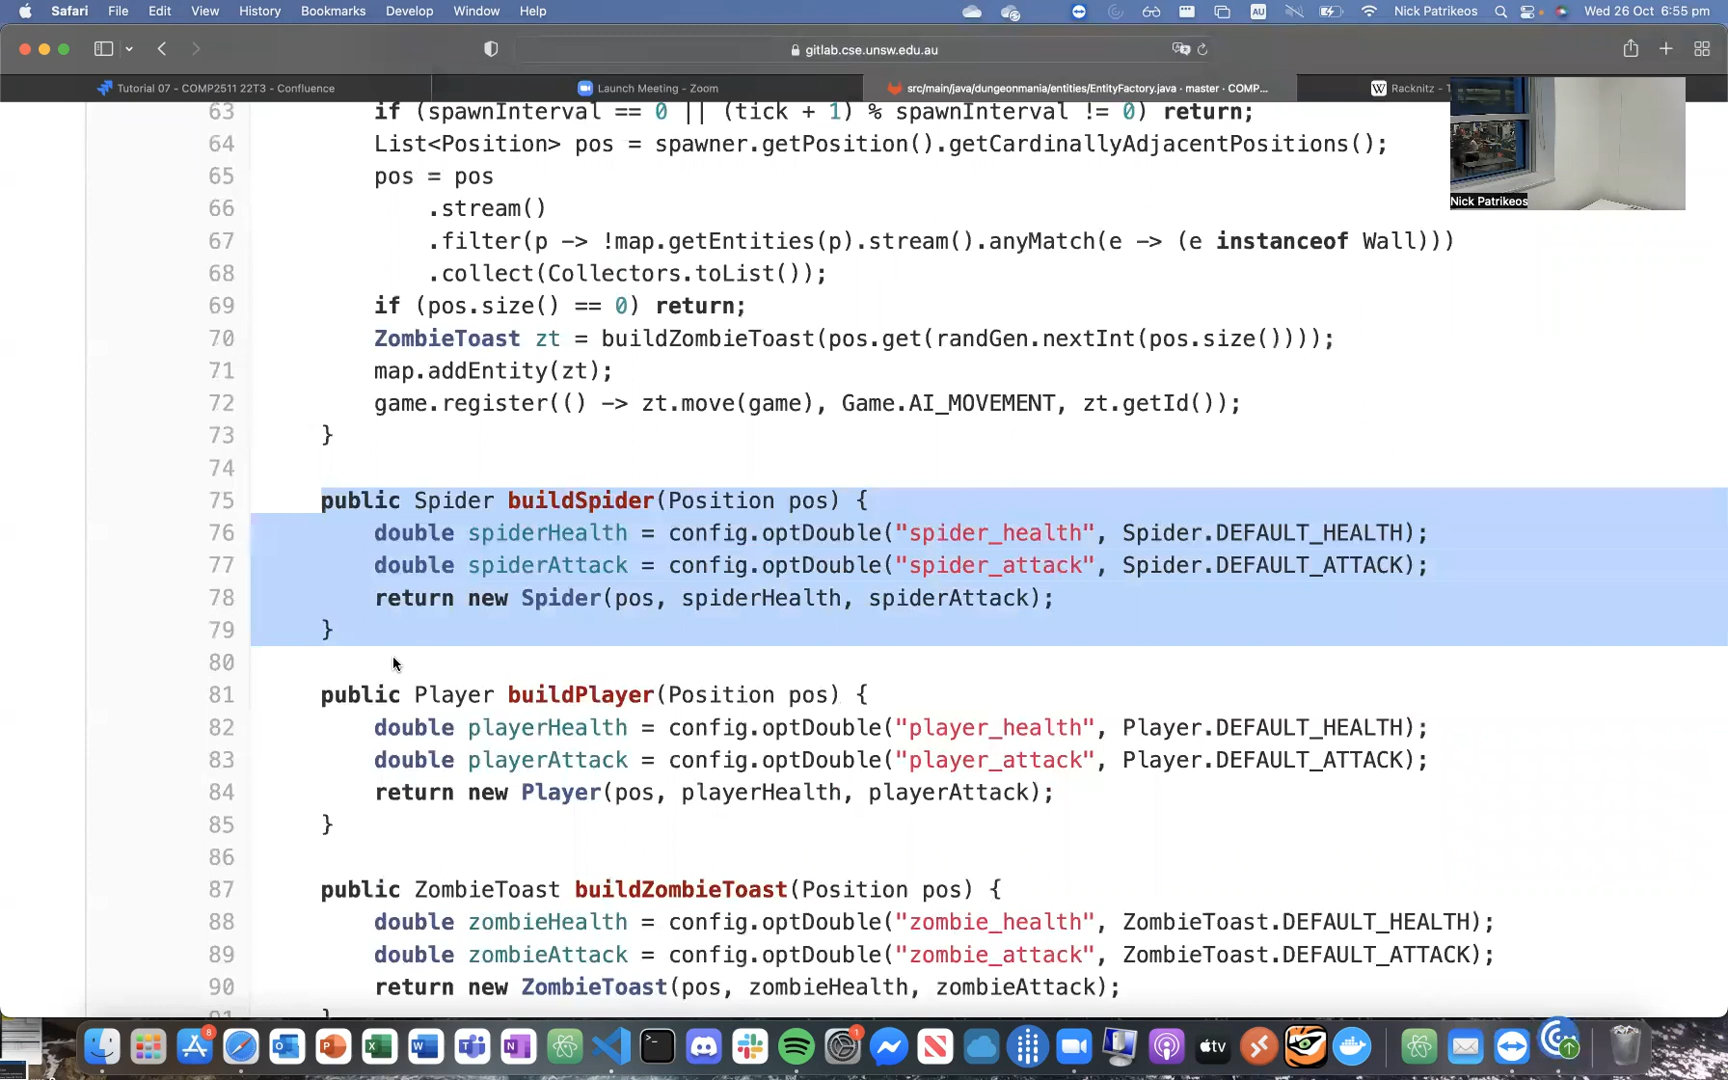 Safari File Edit View History Bookmarks Develop Window Help AU Nick Patrikeos Wed 26 Oct 6:55 pm
gitlab.cse.unsw.edu.au
Tutorial 07 - COMP2511 22T3 - Confluence
Launch Meeting - Zoom
src/main/java/dungeonmania/entities/EntityFactory.java · master · COMP...
Racknitz - T
Nick Patrikeos
63 if (spawnInterval == 0 || (tick + 1) % spawnInterval != 0) return;
64 List<Position> pos = spawner.getPosition().getCardinallyAdjacentPositions();
65 pos = pos
66 .stream()
67 .filter(p -> !map.getEntities(p).stream().anyMatch(e -> (e instanceof Wall)))
68 .collect(Collectors.toList());
69 if (pos.size() == 0) return;
70 ZombieToast zt = buildZombieToast(pos.get(randGen.nextInt(pos.size())));
71 map.addEntity(zt);
72 game.register(() -> zt.move(game), Game.AI_MOVEMENT, zt.getId());
73 }
74
75 public Spider buildSpider(Position pos) {
76 double spiderHealth = config.optDouble("spider_health", Spider.DEFAULT_HEALTH);
77 double spiderAttack = config.optDouble("spider_attack", Spider.DEFAULT_ATTACK);
78 return new Spider(pos, spiderHealth, spiderAttack);
79 }
80
81 public Player buildPlayer(Position pos) {
82 double playerHealth = config.optDouble("player_health", Player.DEFAULT_HEALTH);
83 double playerAttack = config.optDouble("player_attack", Player.DEFAULT_ATTACK);
84 return new Player(pos, playerHealth, playerAttack);
85 }
86
87 public ZombieToast buildZombieToast(Position pos) {
88 double zombieHealth = config.optDouble("zombie_health", ZombieToast.DEFAULT_HEALTH);
89 double zombieAttack = config.optDouble("zombie_attack", ZombieToast.DEFAULT_ATTACK);
90 return new ZombieToast(pos, zombieHealth, zombieAttack);
8 1 tv